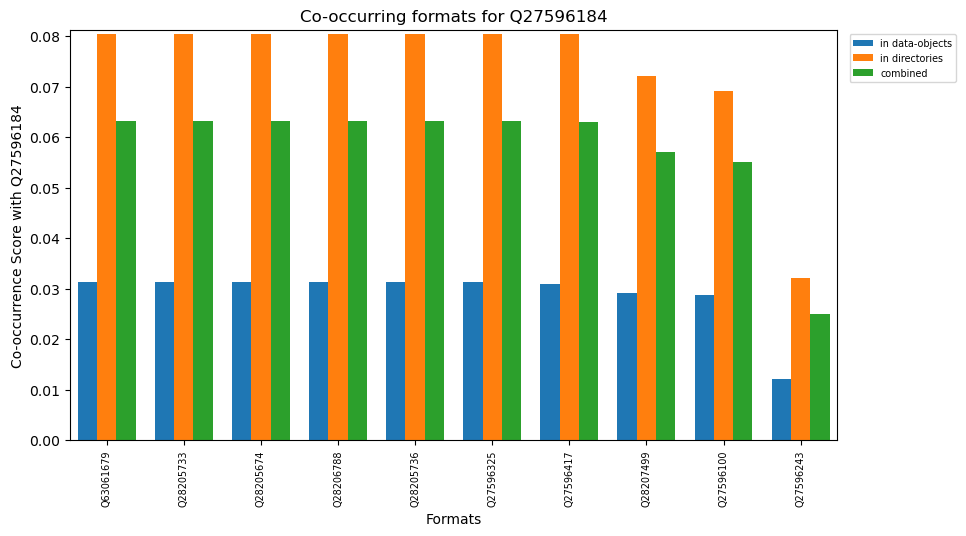 Co-occurring formats for Q27596184
Co-occurrence Score with Q27596184
0.08
0.07
0.06
0.05
0.04
0.03
0.02
0.01
0.00
Q63061679
Q28205733
Q28205674
Q28206788
Q28205736
Q27596325
Q27596417
Q28207499
Q27596100
Q27596243
Formats
in data-objects
in directories
combined